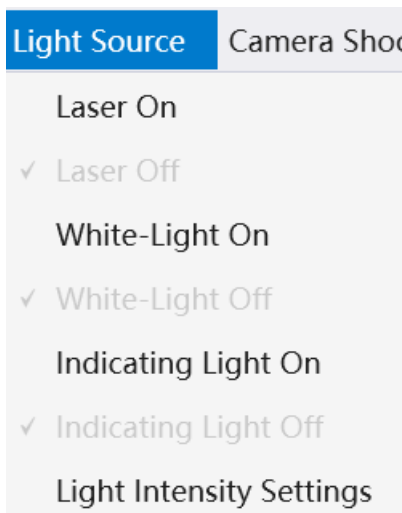 Light Source Camera Shoo
Laser On
✓ Laser Off
White-Light On
✓ White-Light Off
Indicating Light On
✓ Indicating Light Off
Light Intensity Settings